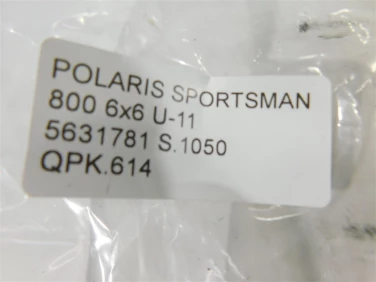 POLARIS SPORTSMAN
800 6x6 U-11
5631781 S.1050
QPK.614